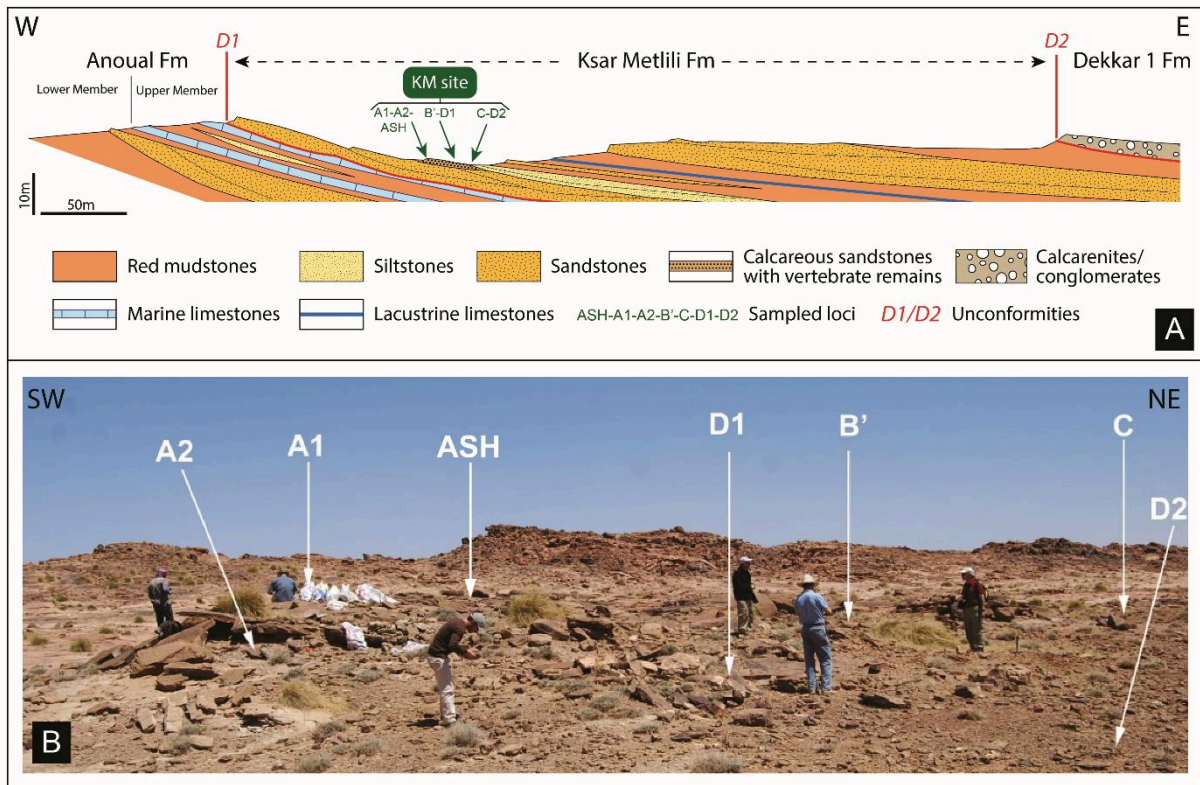 W
E
D1
D2
Anoual Fm
Ksar Metlili Fm
Dekkar 1 Fm
Lower Member
Upper Member
KM site
A1-A2-
ASH
B'-D1
C-D2
10m
50m
Red mudstones
Siltstones
Sandstones
Calcareous sandstones
with vertebrate remains
Calcarenites/
conglomerates
Marine limestones
Lacustrine limestones
ASH-A1-A2-B'-C-D1-D2 Sampled loci
D1/D2 Unconformities
A
SW
NE
A2
A1
ASH
D1
B’
C
D2
B